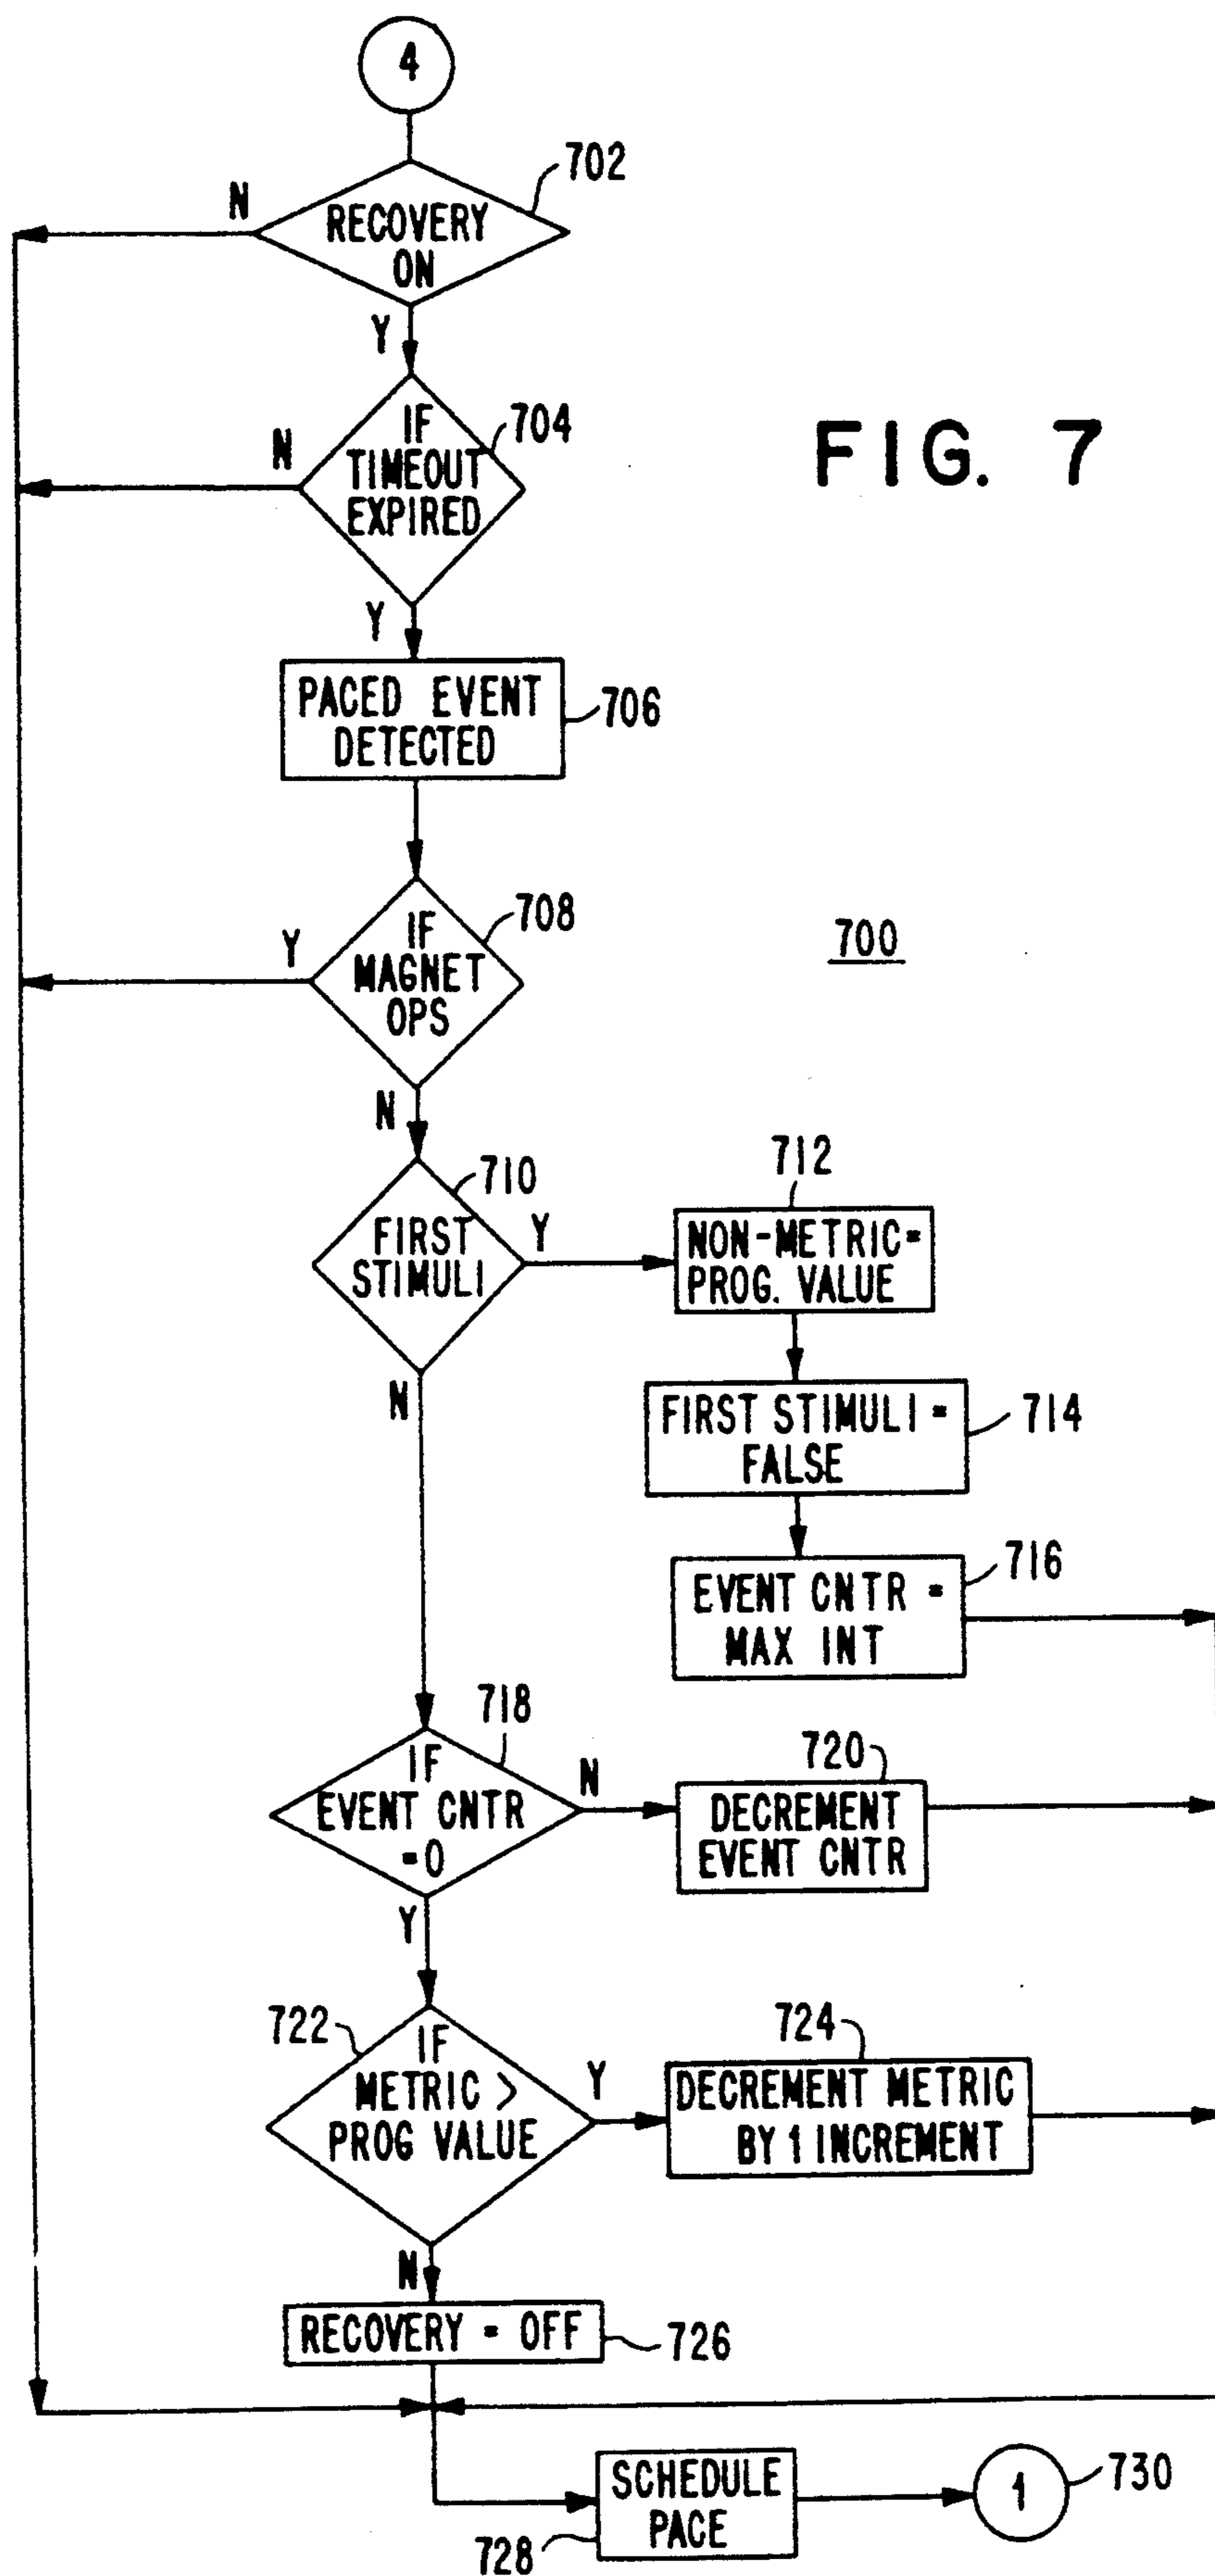 4
702
N
RECOVERY
ON
Y
IF
TIMEOUT
EXPIRED
704
N
FIG. 7
Y
PACED EVENT
DETECTED
706
IF
MAGNET
OPS
708
Y
700
N
710
FIRST
STIMULI
Y
712
NON-METRIC=
PROG. VALUE
N
FIRST STIMULI =
FALSE
714
EVENT CNTR =
MAX INT
716
718
IF
EVENT CNTR
=0
N
720
DECREMENT
EVENT CNTR
Y
722
IF
METRIC >
PROG VALUE
Y
724
DECREMENT METRIC
BY 1 INCREMENT
N
RECOVERY = OFF
726
SCHEDULE
PACE
728
1
730